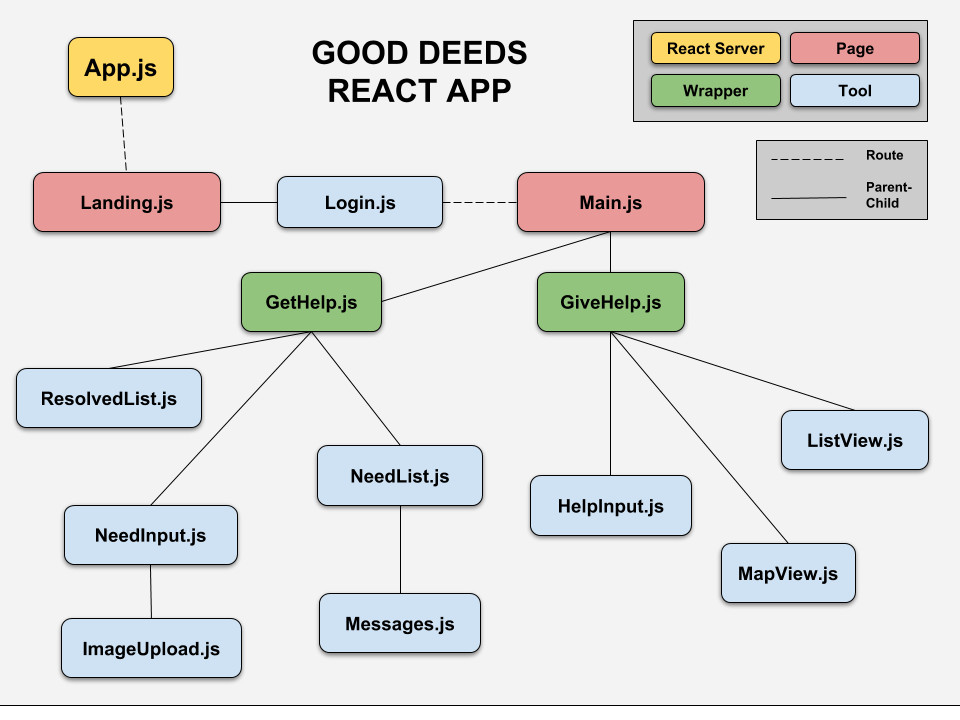 GOOD DEEDS
REACT APP
App.js
React Server
Page
Wrapper
Tool
Route
Parent-
Child
Landing.js
Login.js
Main.js
GetHelp.js
GiveHelp.js
ResolvedList.js
ListView.js
NeedList.js
HelpInput.js
NeedInput.js
MapView.js
Messages.js
ImageUpload.js